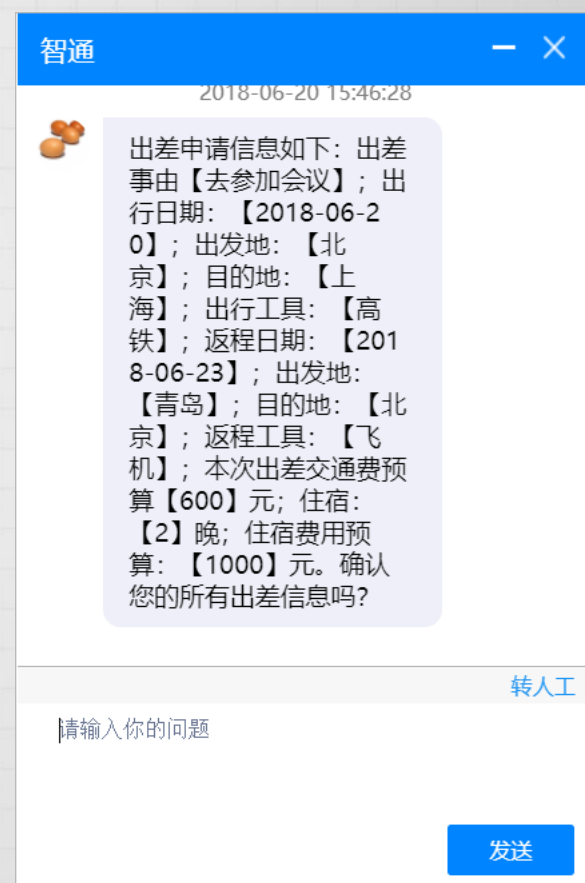 智通
2018-06-20 15:46:28
出差申请信息如下：出差
事由【去参加会议】；出
行日期：【2018-06-2
0】；出发地：【北
京】；目的地：【上
海】；出行工具：【高
铁】；返程日期：【201
8-06-23】；出发地：
【青岛】；目的地：【北
京】；返程工具：【飞
机】；本次出差交通费预
算【600】元；住宿：
【2】晚；住宿费用预
算：【1000】元。确认
您的所有出差信息吗？
转人工
请输入你的问题
发送